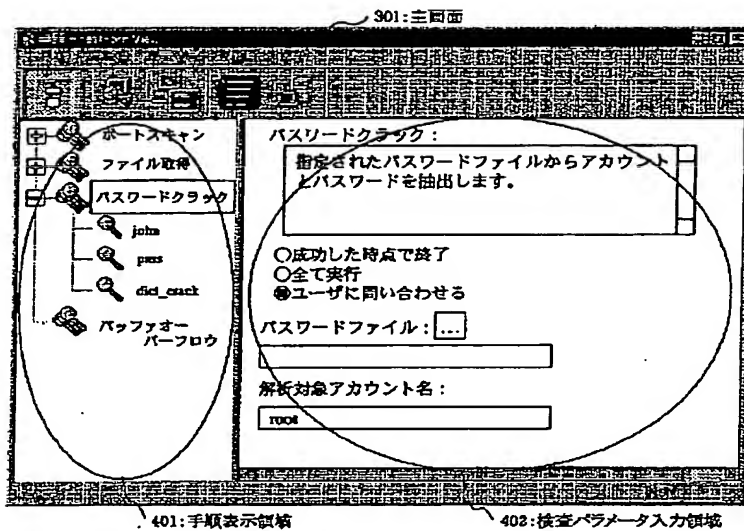 301:主画面
ポートスキャン
ファイル取得
パスワードクラック
john
dict_crack
バッファオー
バーフロウ
パスワードクラック:
指定されたパスワードファイルからアカウント
とパスワードを抽出します。
○成功した時点で終了
○全て実行
◉ユーザに問い合わせる
パスワードファイル:...
解析対象アカウント名:
root
401:手順表示領域
402:検査パラメータ入力領域